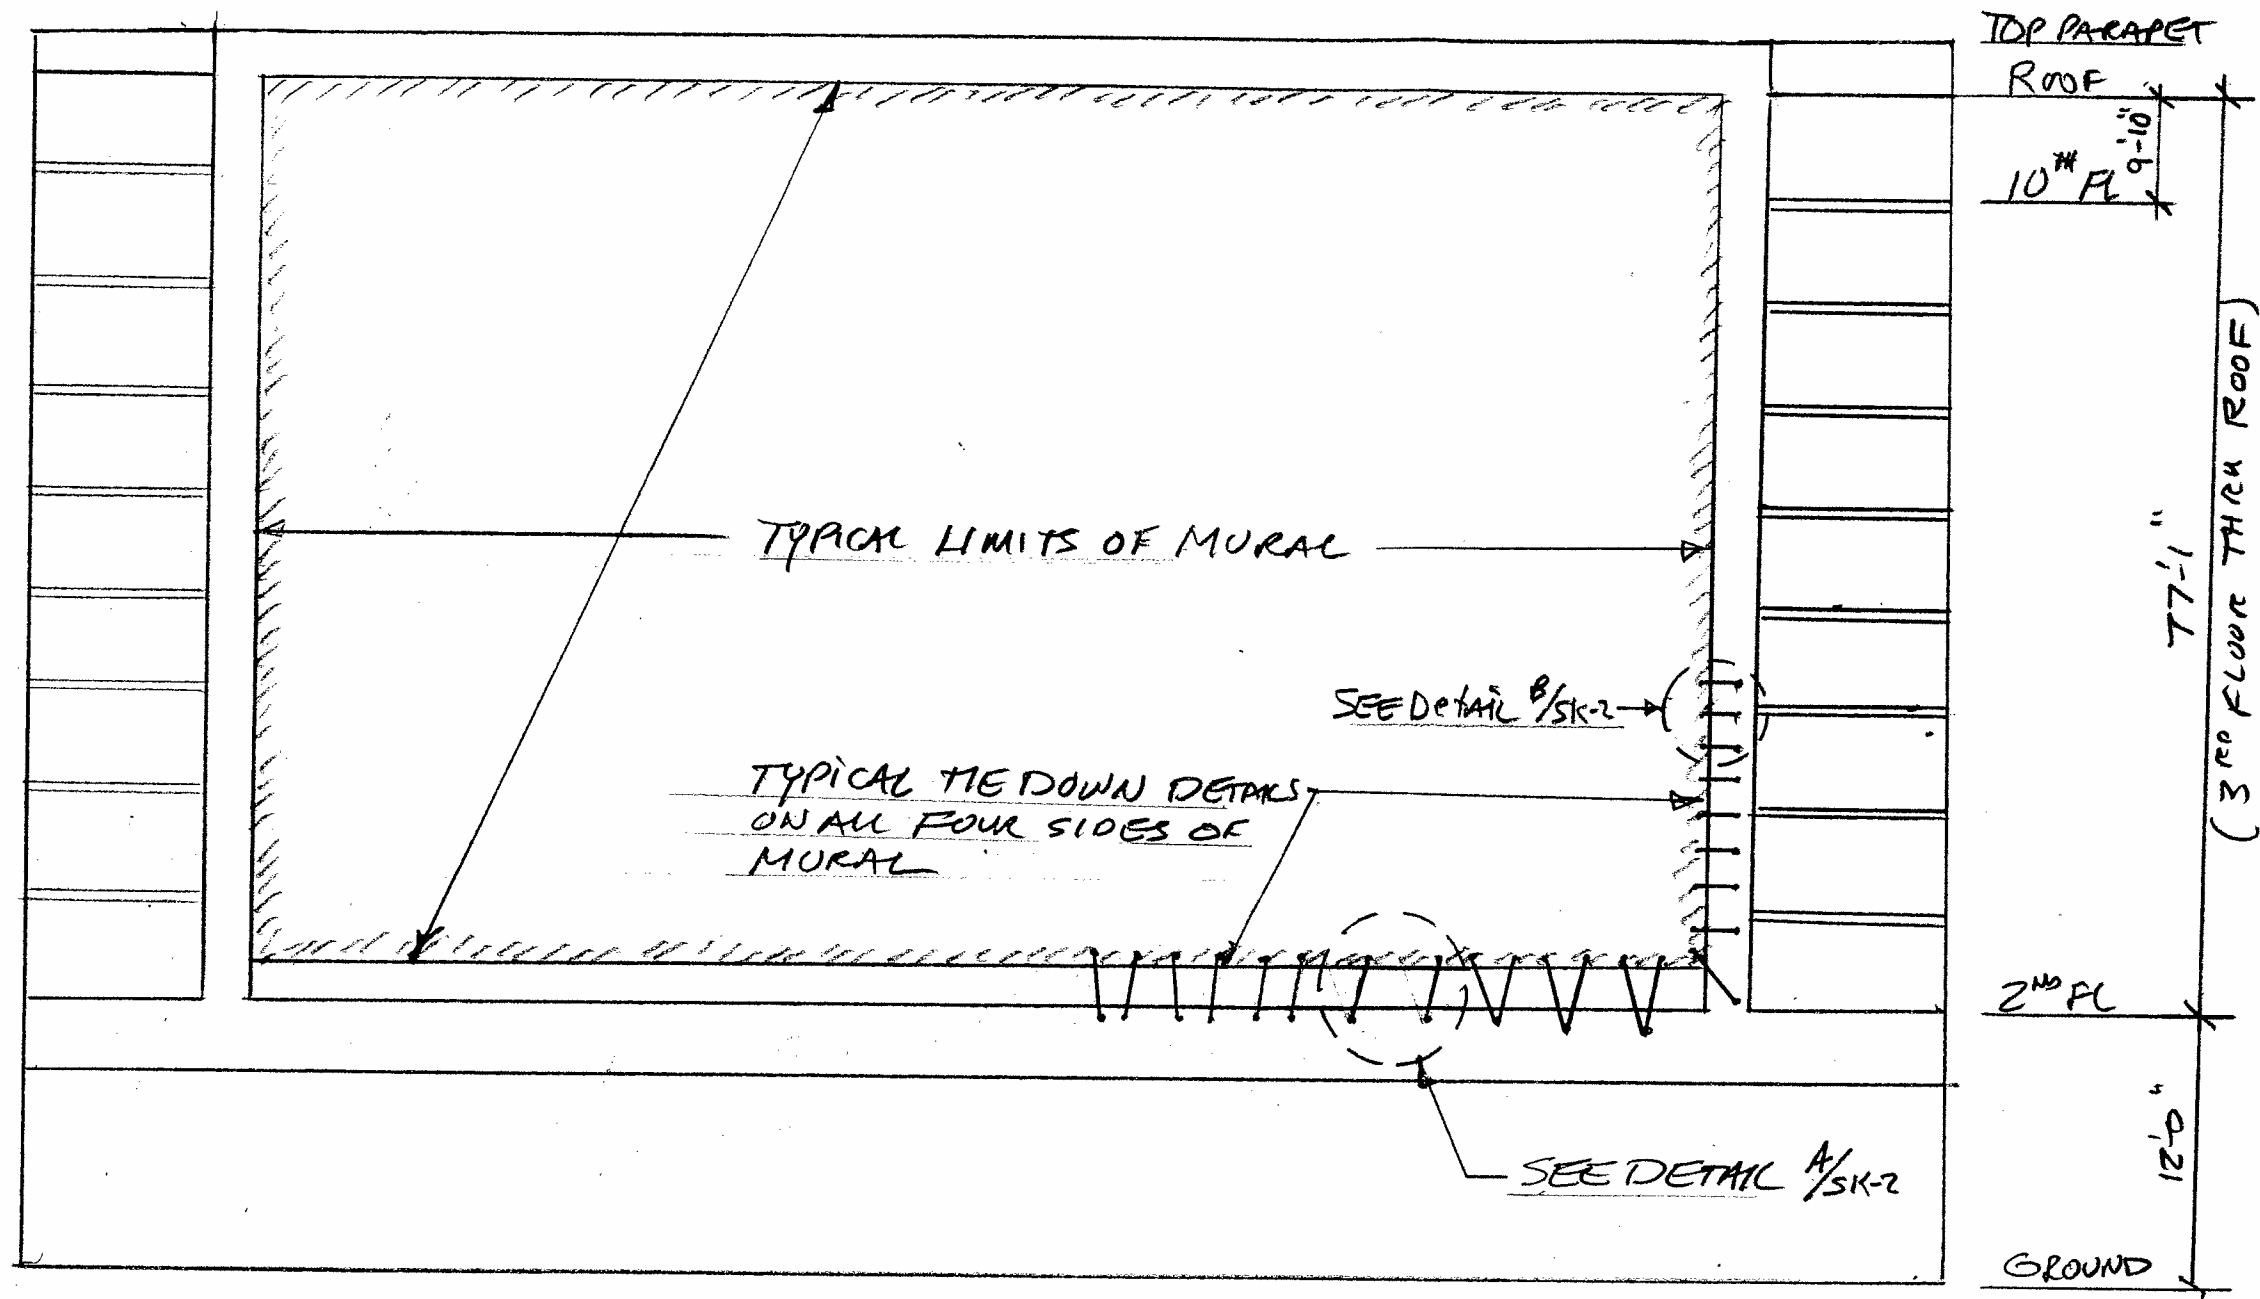 TOP PARAPET
ROOF
9'-10"
10TH FL
TYPICAL LIMITS OF MURAL
77'-1"
(3RD FLOOR THRU ROOF)
SEE DETAIL B/SK-2
TYPICAL TIE DOWN DETAILS
ON ALL FOUR SIDES OF
MURAL
2ND FL
12'-0"
SEE DETAIL A/SK-2
GROUND